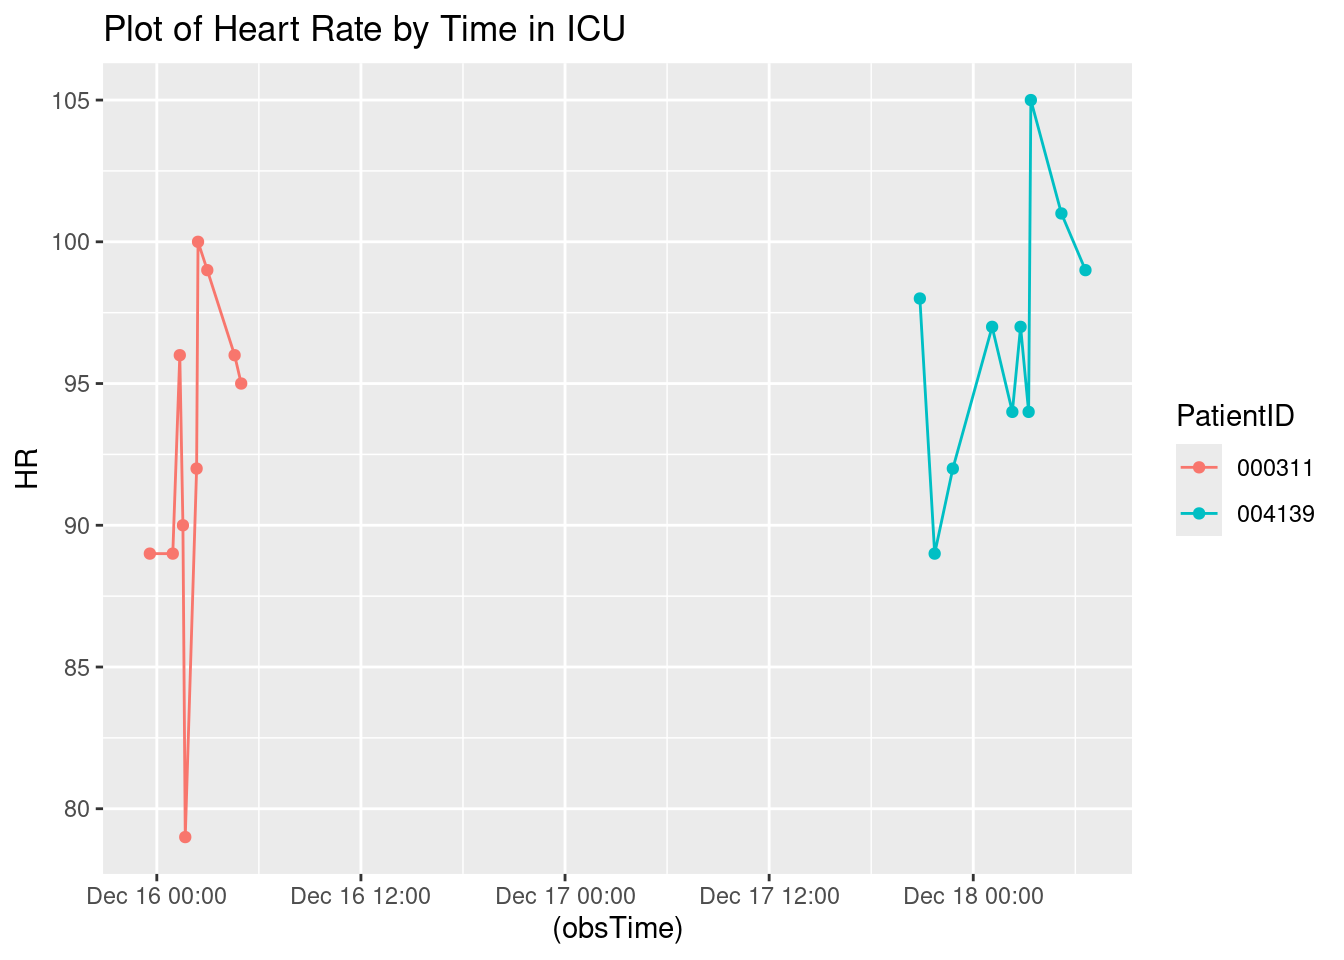 Plot of Heart Rate by Time in ICU
105
100
95
90
85
80
HR
Dec 16 00:00 Dec 16 12:00 Dec 17 00:00 Dec 17 12:00 Dec 18 00:00
(obsTime)
PatientID
000311
004139